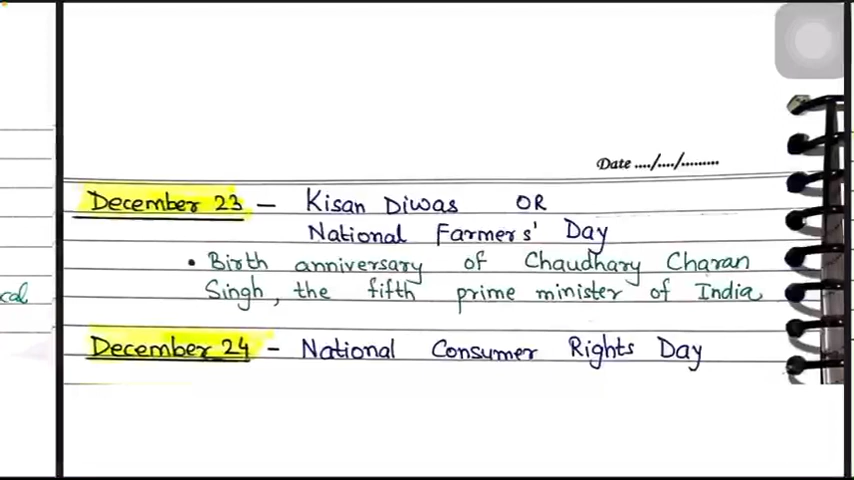 Date ..../..../.........
December 23 – Kisan Diwas OR
National Farmers' Day
• Birth anniversary of Chaudhary Charan
cal
Singh, the fifth prime minister of India
December 24 - National Consumer Rights Day